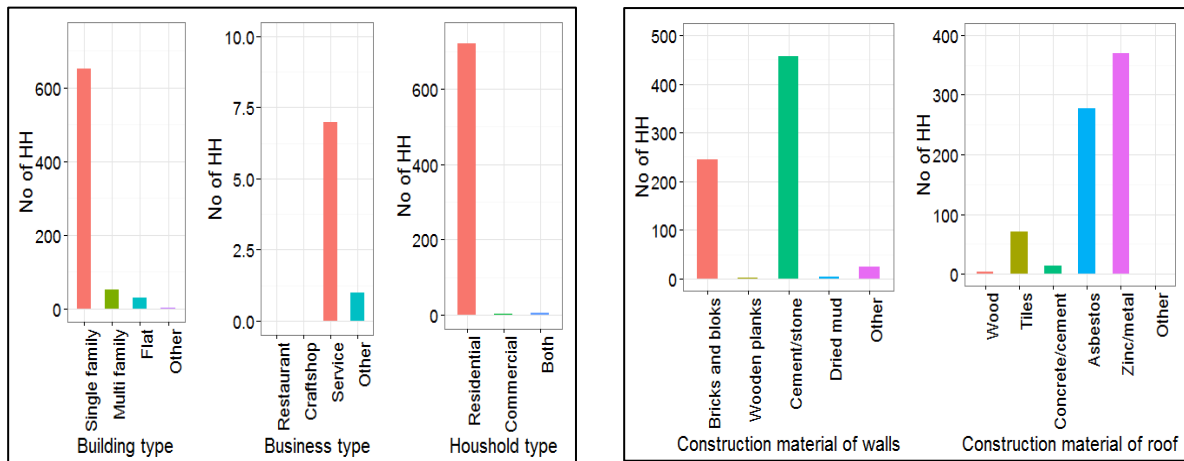 No of HH
600
400
200
0
Single family
Multi family
Flat
Other
Building type
No of HH
10.0
7.5
5.0
2.5
0.0
Restaurant
Craftshop
Service
Other
Business type
No of HH
600
400
200
0
Residential
Commercial
Both
Houshold type
No of HH
500
400
300
200
100
0
Bricks and bloks
Wooden planks
Cement/stone
Dried mud
Other
Construction material of walls
No of HH
400
300
200
100
0
Wood
Tiles
Concrete/cement
Asbestos
Zinc/metal
Other
Construction material of roof